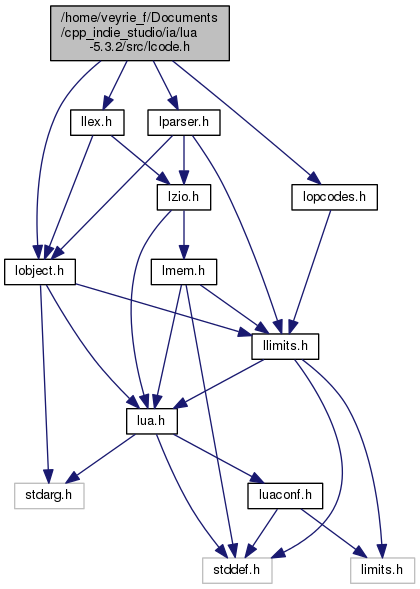 /home/veyrie_f/Documents
/cpp_indie_studio/ia/lua
-5.3.2/src/lcode.h
llex.h
lparser.h
lzio.h
lopcodes.h
lobject.h
lmem.h
llimits.h
lua.h
stdarg.h
luaconf.h
stddef.h
limits.h